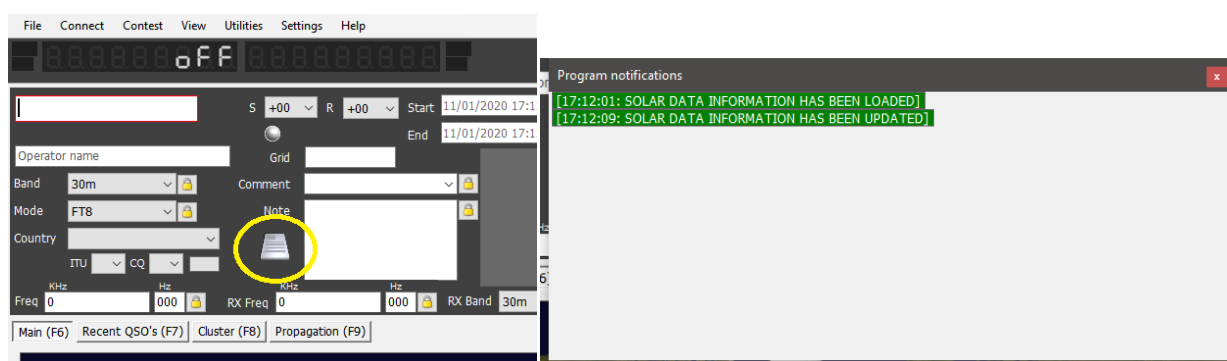 File Connect Contest View Utilities Settings Help
oFF
S +00 R +00 Start 11/01/2020 17:1
End 11/01/2020 17:1
Operator name Grid
Band 30m Comment
Mode FT8 Note
Country
ITU CQ
KHz Hz KHz Hz
Freq 0 000 RX Freq 0 000 RX Band 30m
Main (F6) Recent QSO's (F7) Cluster (F8) Propagation (F9)
Program notifications x
[17:12:01: SOLAR DATA INFORMATION HAS BEEN LOADED]
[17:12:09: SOLAR DATA INFORMATION HAS BEEN UPDATED]